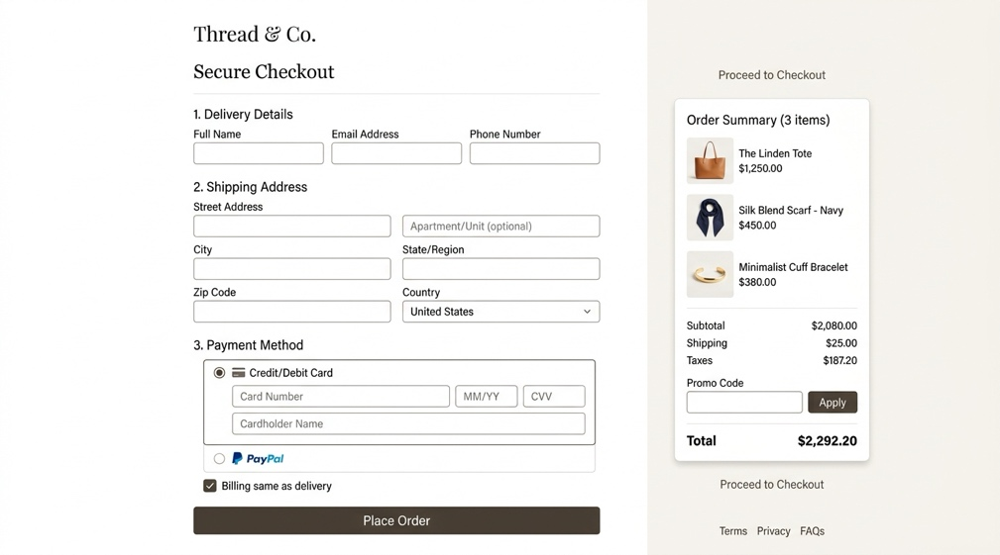 Thread & Co.
Secure Checkout
1. Delivery Details
Full Name
Email Address
Phone Number
2. Shipping Address
Street Address
Apartment/Unit (optional)
City
State/Region
Zip Code
Country
United States
3. Payment Method
Credit/Debit Card
Card Number
MM/YY
CVV
Cardholder Name
PayPal
Billing same as delivery
Place Order
Proceed to Checkout
Order Summary (3 items)
The Linden Tote
$1,250.00
Silk Blend Scarf - Navy
$450.00
Minimalist Cuff Bracelet
$380.00
Subtotal $2,080.00
Shipping $25.00
Taxes $187.20
Promo Code
Apply
Total $2,292.20
Proceed to Checkout
Terms Privacy FAQs